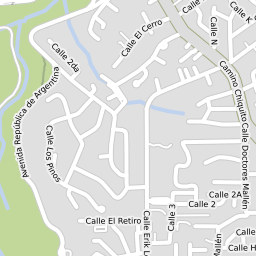 Calle N
Calle K
Calle El Cerro
Calle 2da
Camino Chiquito
Avenida República de Argentina
Calle Los Pinos
Calle Doctores Mallén
Calle 2A
Calle 2
Calle 3
Calle El Retiro
Calle Erik L
Mallén
Calle H